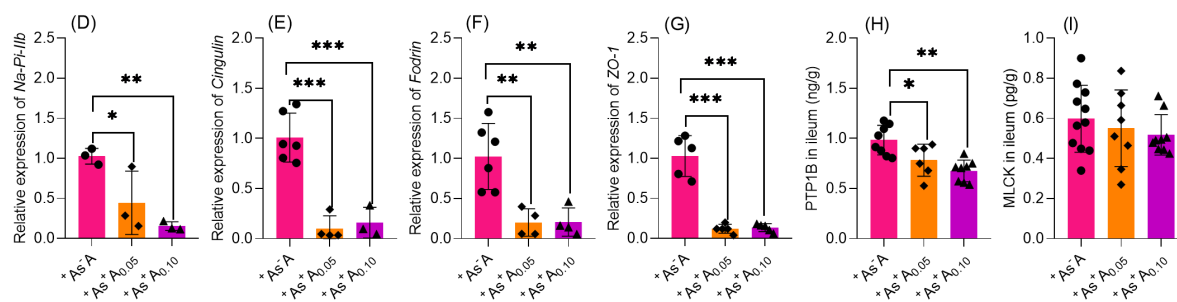 (D)
Relative expression of Na-Pi-IIb
2.5
2.0
1.5
1.0
0.5
0.0
**
*
+As-A
+As+A0.05
+As+A0.10
(E)
Relative expression of Cingulin
2.0
1.5
1.0
0.5
0.0
***
***
+As-A
+As+A0.05
+As+A0.10
(F)
Relative expression of Fodrin
2.5
2.0
1.5
1.0
0.5
0.0
**
**
+As-A
+As+A0.05
+As+A0.10
(G)
Relative expression of ZO-1
2.5
2.0
1.5
1.0
0.5
0.0
***
***
+As-A
+As+A0.05
+As+A0.10
(H)
PTP1B in ileum (ng/g)
2.0
1.5
1.0
0.5
0.0
**
*
+As-A
+As+A0.05
+As+A0.10
(I)
MLCK in ileum (pg/g)
1.0
0.8
0.6
0.4
0.2
0.0
+As-A
+As+A0.05
+As+A0.10